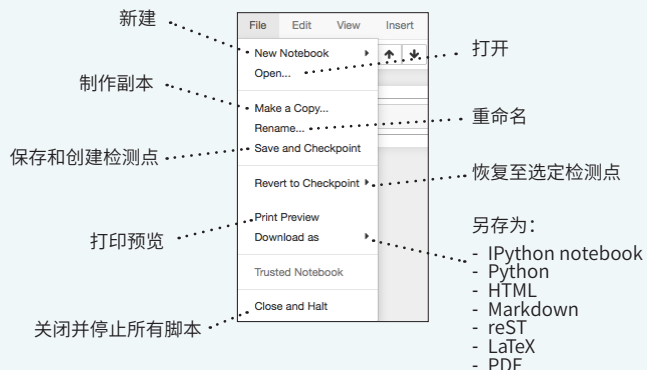 新建
制作副本
保存和创建检测点
打印预览
关闭并停止所有脚本
File Edit View Insert
New Notebook
Open...
Make a Copy...
Rename...
Save and Checkpoint
Revert to Checkpoint
Print Preview
Download as
Trusted Notebook
Close and Halt
打开
重命名
恢复至选定检测点
另存为：
- IPython notebook
- Python
- HTML
- Markdown
- reST
- LaTeX
- PDF